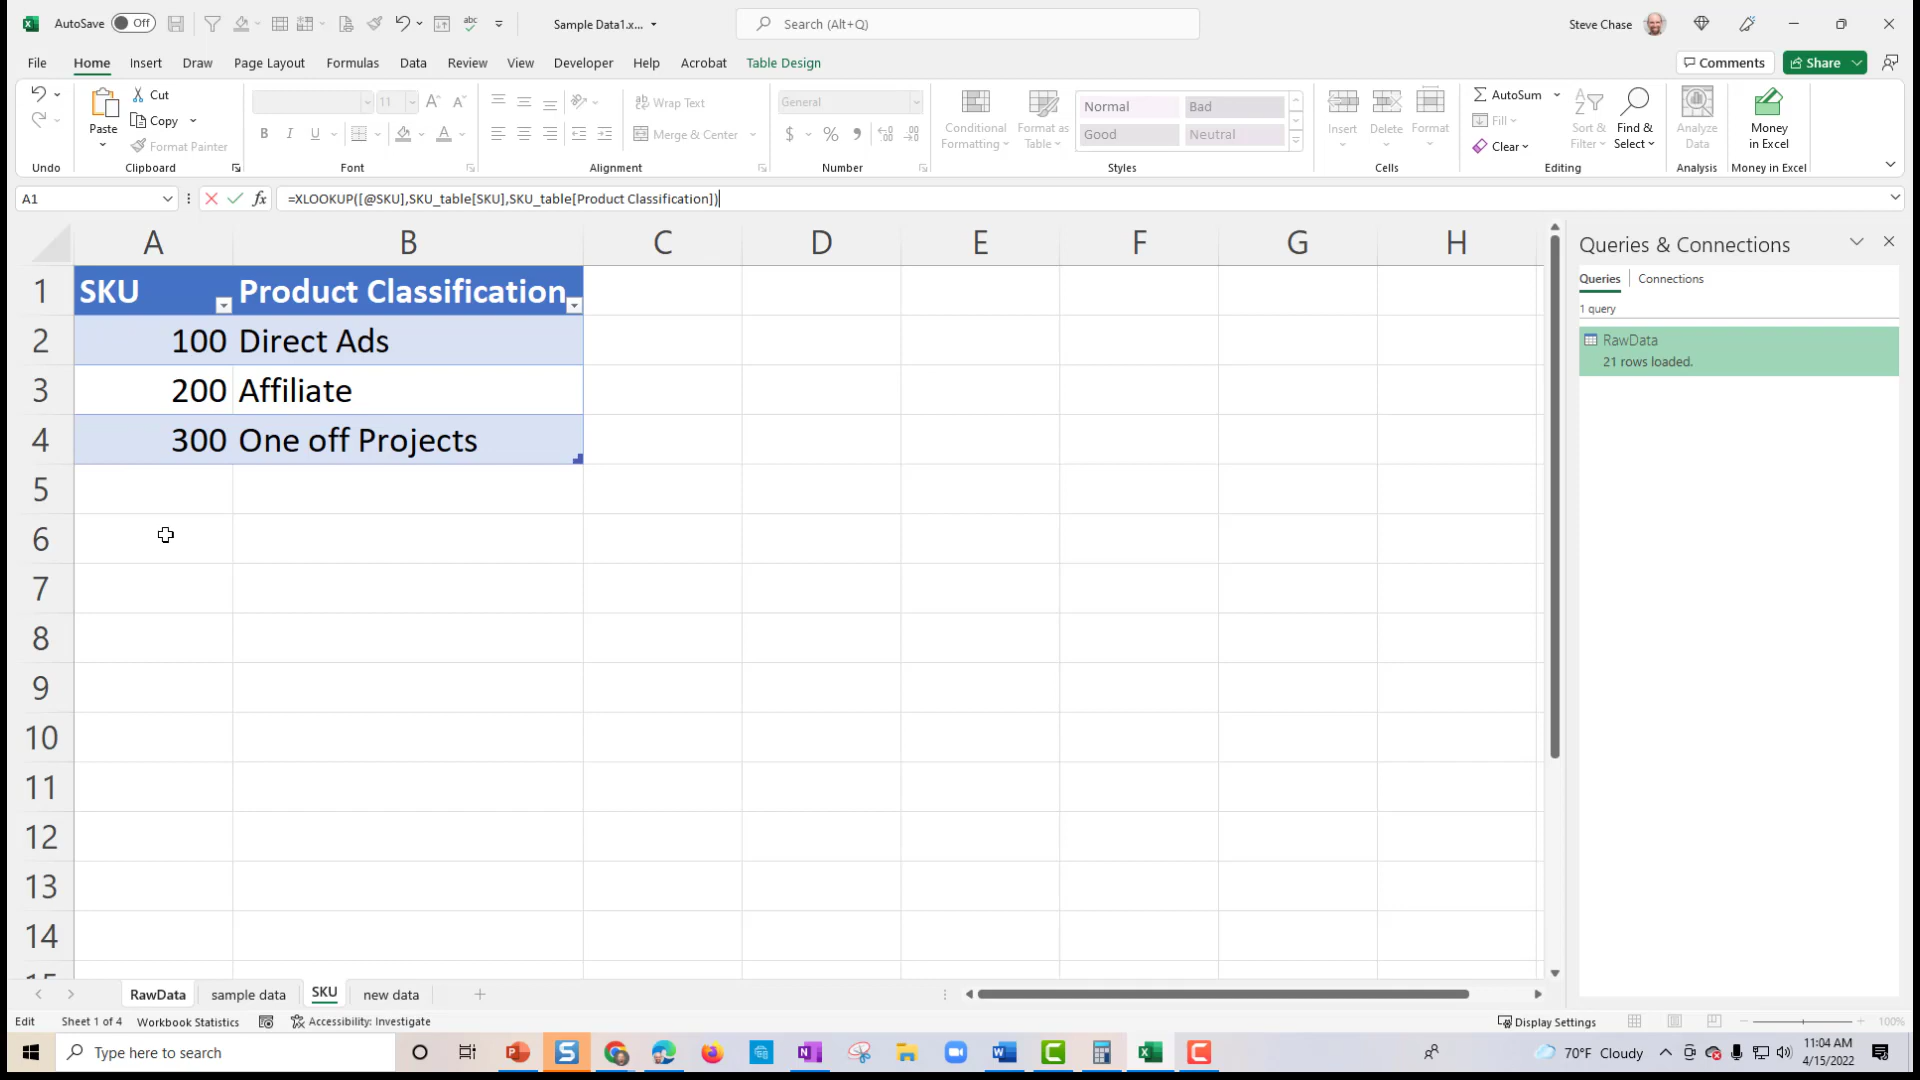 AutoSave Off
Sample Data1.x...
Search (Alt+Q)
Steve Chase
File Home Insert Draw Page Layout Formulas Data Review View Developer Help Acrobat Table Design
Comments Share
Paste
Cut
Copy
Format Painter
11
Wrap Text
Merge & Center
General
Conditional Formatting
Format as Table
Normal Bad
Good Neutral
Insert Delete Format
AutoSum
Fill
Clear
Sort & Filter
Find & Select
Analyze Data
Money in Excel
Undo Clipboard Font Alignment Number Styles Cells Editing Analysis Money in Excel
A1
fx
=XLOOKUP([@SKU],SKU_table[SKU],SKU_table[Product Classification])
A B C D E F G H
1 SKU Product Classification
2 100 Direct Ads
3 200 Affiliate
4 300 One off Projects
5
6
7
8
9
10
11
12
13
14
15
Queries & Connections
Queries Connections
1 query
RawData
21 rows loaded.
RawData sample data SKU new data
Edit Sheet 1 of 4 Workbook Statistics Accessibility: Investigate
Display Settings
100%
Type here to search
70°F Cloudy
11:04 AM
4/15/2022